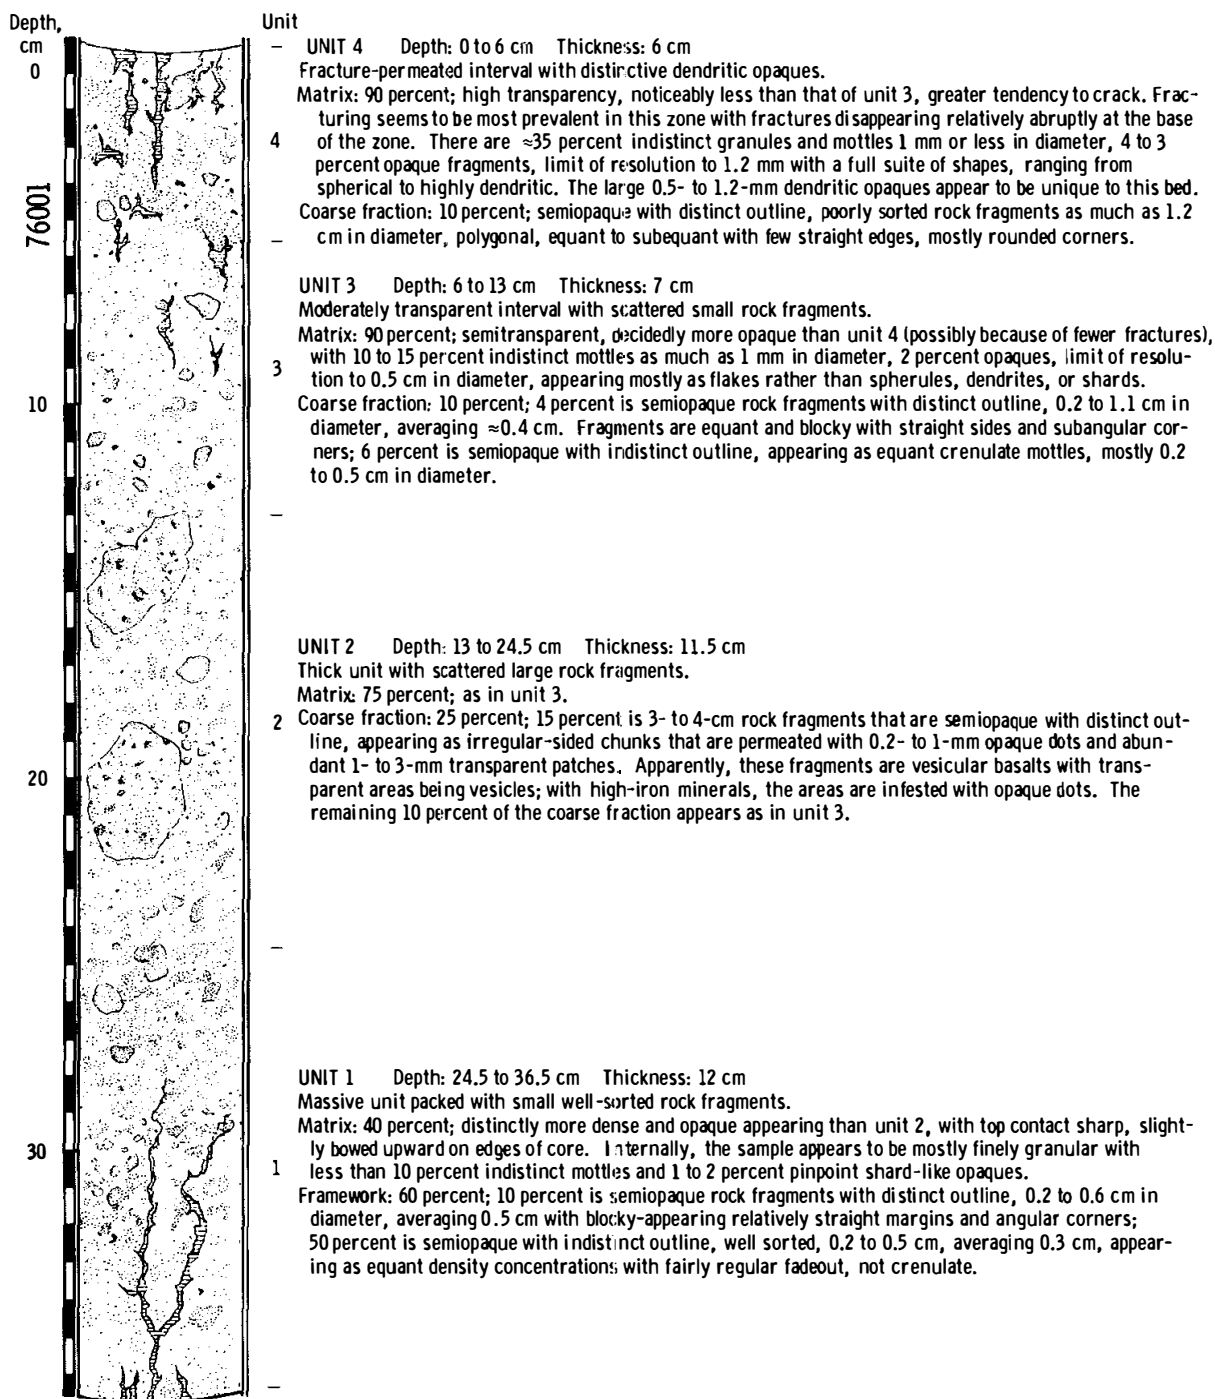 Depth,
cm
0
10
20
30
76001
Unit
4
3
2
1
UNIT 4 Depth: 0 to 6 cm Thickness: 6 cm
Fracture-permeated interval with distinctive dendritic opaques.
Matrix: 90 percent; high transparency, noticeably less than that of unit 3, greater tendency to crack. Frac-
turing seems to be most prevalent in this zone with fractures disappearing relatively abruptly at the base
of the zone. There are ≈35 percent indistinct granules and mottles 1 mm or less in diameter, 4 to 3
percent opaque fragments, limit of resolution to 1.2 mm with a full suite of shapes, ranging from
spherical to highly dendritic. The large 0.5- to 1.2-mm dendritic opaques appear to be unique to this bed.
Coarse fraction: 10 percent; semiopaque with distinct outline, poorly sorted rock fragments as much as 1.2
cm in diameter, polygonal, equant to subequant with few straight edges, mostly rounded corners.
UNIT 3 Depth: 6 to 13 cm Thickness: 7 cm
Moderately transparent interval with scattered small rock fragments.
Matrix: 90 percent; semitransparent, decidedly more opaque than unit 4 (possibly because of fewer fractures),
with 10 to 15 percent indistinct mottles as much as 1 mm in diameter, 2 percent opaques, limit of resolu-
tion to 0.5 cm in diameter, appearing mostly as flakes rather than spherules, dendrites, or shards.
Coarse fraction: 10 percent; 4 percent is semiopaque rock fragments with distinct outline, 0.2 to 1.1 cm in
diameter, averaging ≈0.4 cm. Fragments are equant and blocky with straight sides and subangular cor-
ners; 6 percent is semiopaque with indistinct outline, appearing as equant crenulate mottles, mostly 0.2
to 0.5 cm in diameter.
UNIT 2 Depth: 13 to 24.5 cm Thickness: 11.5 cm
Thick unit with scattered large rock fragments.
Matrix: 75 percent; as in unit 3.
Coarse fraction: 25 percent; 15 percent is 3- to 4-cm rock fragments that are semiopaque with distinct out-
line, appearing as irregular-sided chunks that are permeated with 0.2- to 1-mm opaque dots and abun-
dant 1- to 3-mm transparent patches. Apparently, these fragments are vesicular basalts with trans-
parent areas being vesicles; with high-iron minerals, the areas are infested with opaque dots. The
remaining 10 percent of the coarse fraction appears as in unit 3.
UNIT 1 Depth: 24.5 to 36.5 cm Thickness: 12 cm
Massive unit packed with small well-sorted rock fragments.
Matrix: 40 percent; distinctly more dense and opaque appearing than unit 2, with top contact sharp, slight-
ly bowed upward on edges of core. Internally, the sample appears to be mostly finely granular with
less than 10 percent indistinct mottles and 1 to 2 percent pinpoint shard-like opaques.
Framework: 60 percent; 10 percent is semiopaque rock fragments with distinct outline, 0.2 to 0.6 cm in
diameter, averaging 0.5 cm with blocky-appearing relatively straight margins and angular corners;
50 percent is semiopaque with indistinct outline, well sorted, 0.2 to 0.5 cm, averaging 0.3 cm, appear-
ing as equant density concentrations with fairly regular fadeout, not crenulate.